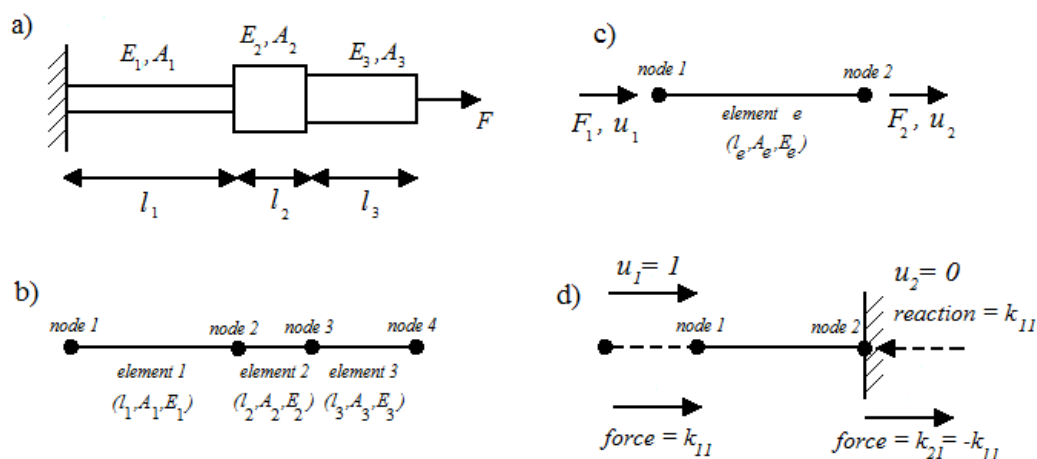 a)
E₁, A₁
E₂, A₂
E₃, A₃
F
l₁
l₂
l₃
b)
node 1
node 2
node 3
node 4
element 1
element 2
element 3
(l₁,A₁,E₁)
(l₂,A₂,E₂)
(l₃,A₃,E₃)
c)
node 1
node 2
F₁, u₁
element e
(lₑ,Aₑ,Eₑ)
F₂, u₂
d)
u₁= 1
u₂= 0
node 1
node 2
reaction = k₁₁
force = k₁₁
force = k₂₁= -k₁₁